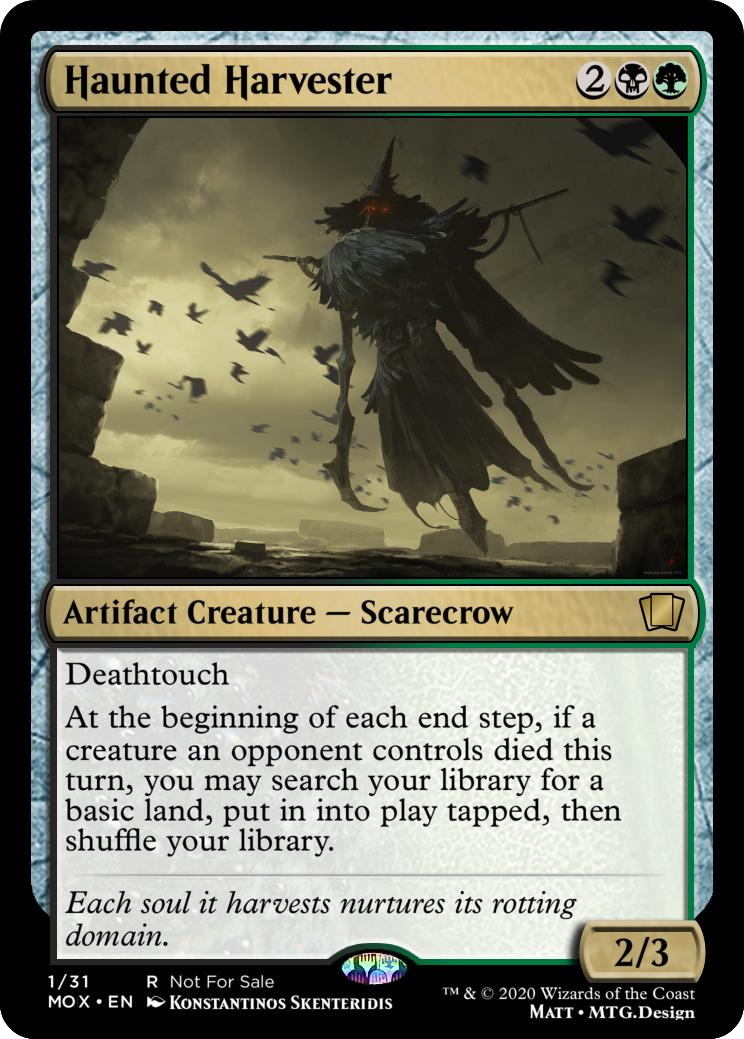 Haunted Harvester 2
Artifact Creature — Scarecrow
Deathtouch
At the beginning of each end step, if a
creature an opponent controls died this
turn, you may search your library for a
basic land, put in into play tapped, then
shuffle your library.
Each soul it harvests nurtures its rotting
domain.
2/3
1/31 R Not For Sale
MOX • EN Konstantinos Skenteridis
™ & © 2020 Wizards of the Coast
Matt • MTG.Design